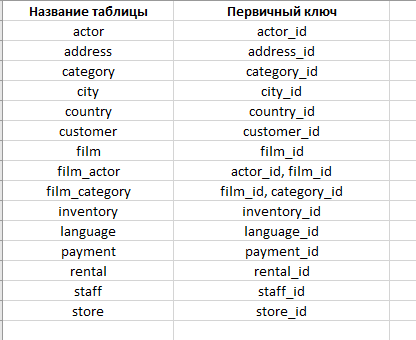 Название таблицы Первичный ключ
actor actor_id
address address_id
category category_id
city city_id
country country_id
customer customer_id
film film_id
film_actor actor_id, film_id
film_category film_id, category_id
inventory inventory_id
language language_id
payment payment_id
rental rental_id
staff staff_id
store store_id